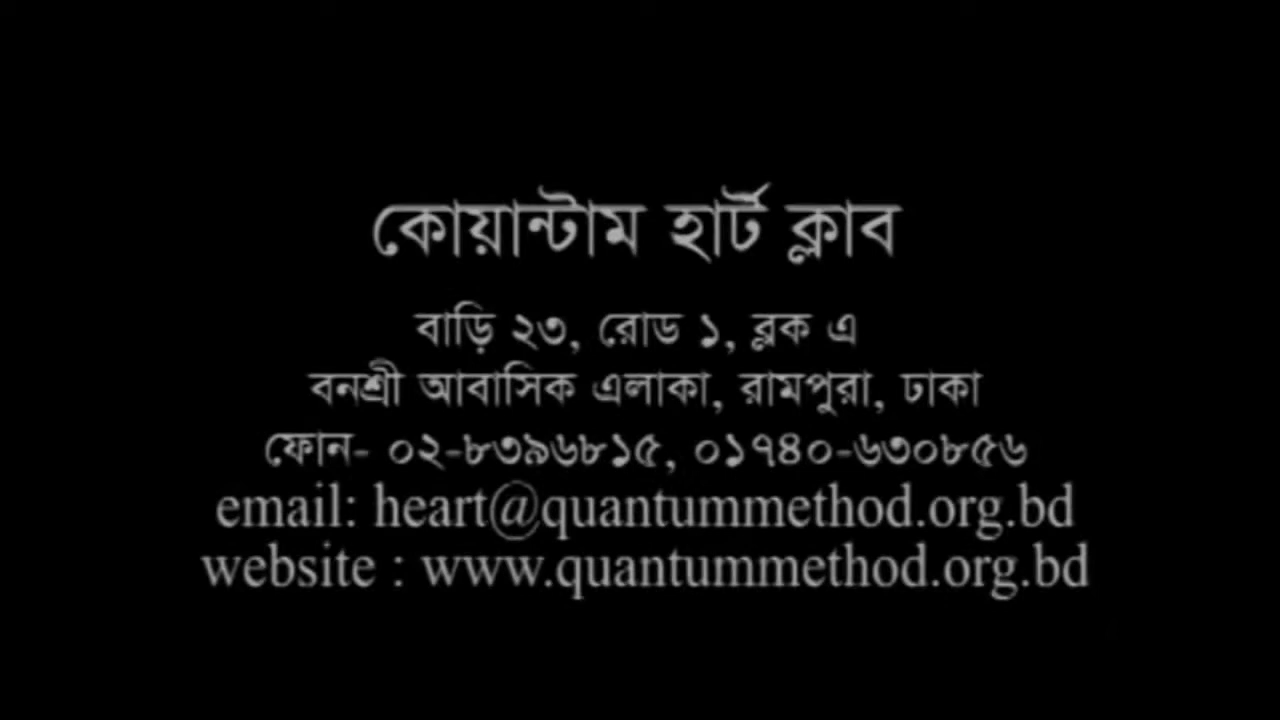 কোয়ান্টাম হার্ট ক্লাব
বাড়ি ২৩, রোড ১, ব্লক এ
বনশ্রী আবাসিক এলাকা, রামপুরা, ঢাকা
ফোন- ০২-৮৩৯৬৮১৫, ০১৭৪০-৬৩০৮৫৬
email: heart@quantummethod.org.bd
website : www.quantummethod.org.bd